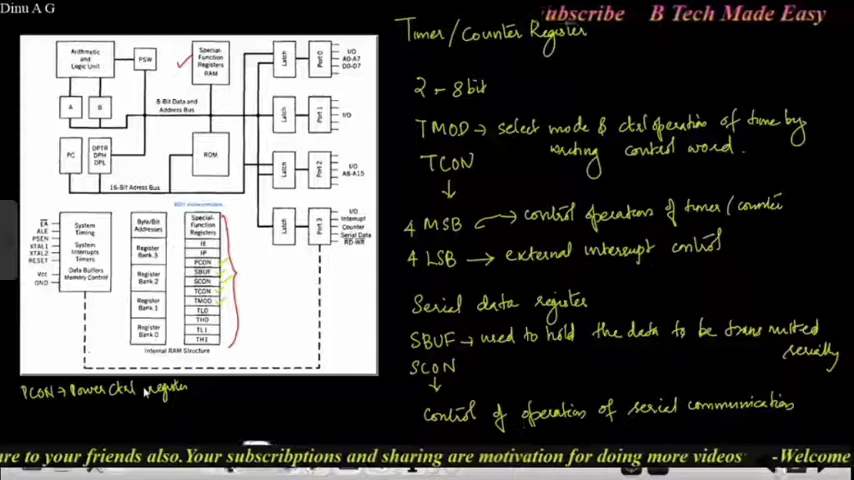 Dinu A G
Subscribe B Tech Made Easy
Timer/Counter Register
2 - 8bit
TMOD → select mode & ctrl operation of time by
writing control word.
TCON
4 MSB → control operations of timer/counter
4 LSB → external interrupt control
Serial data register
SBUF → used to hold the data to be transmitted
serially
SCON
control of operation of serial communication
Arithmetic
and
Logic Unit
PSW
Special-
Function
Registers
RAM
A
B
8-Bit Data and
Address Bus
PC
DPTR
DPH
DPL
ROM
16-Bit Adress Bus
Latch
Port 0
I/O
A0-A7
D0-D7
Latch
Port 1
I/O
Latch
Port 2
I/O
A8-A15
Latch
Port 3
I/O
Interrupt
Counter
Serial Data
RD-WR
EA
ALE
PSEN
XTAL1
XTAL2
RESET
Vcc
GND
System
Timing
System
Interrupts
Timers
Data Buffers
Memory Control
Byte/Bit
Addresses
Register
Bank 3
Register
Bank 2
Register
Bank 1
Register
Bank 0
Special-
Function
Registers
IE
IP
PCON
SBUF
SCON
TCON
TMOD
TL0
TH0
TL1
TH1
Internal RAM Structure
PCON → Power Ctrl register
are to your friends also.Your subscribptions and sharing are motivation for doing more videos -Welcome